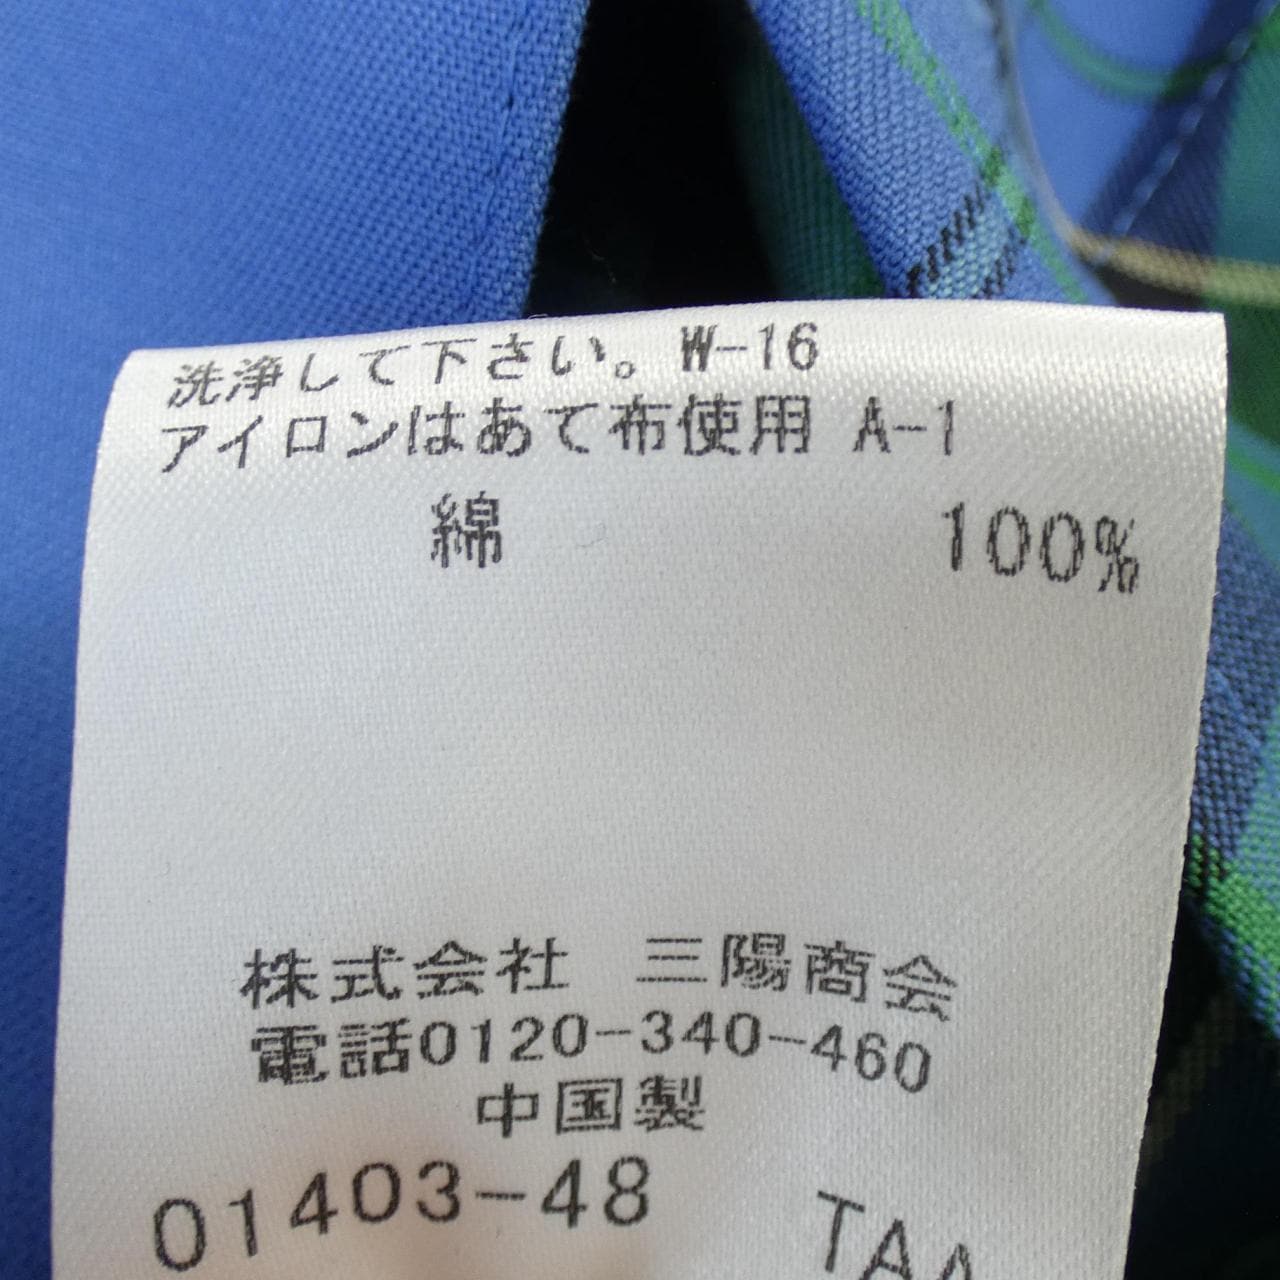 洗浄して下さい。W-16
アイロンはあて布使用 A-1
綿 100%
株式会社 三陽商会
電話0120-340-460
中国製
01403-48 TAA